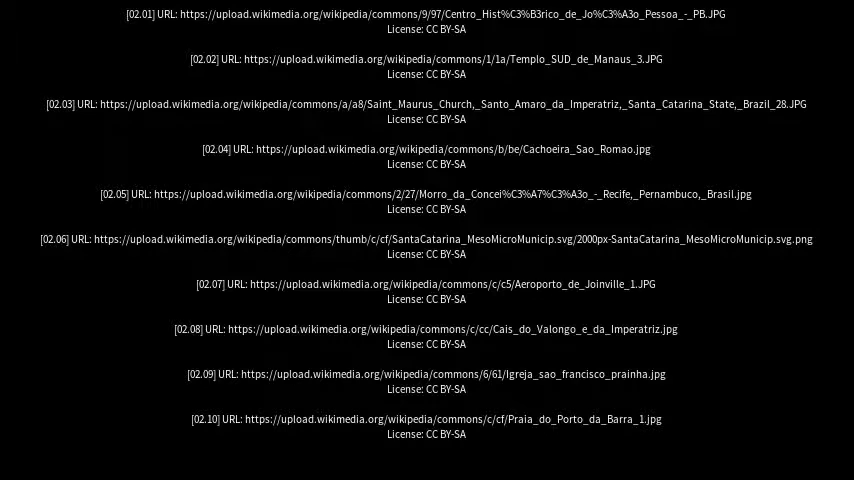 [02.01] URL: https://upload.wikimedia.org/wikipedia/commons/9/97/Centro_Hist%C3%B3rico_de_Jo%C3%A3o_Pessoa_-_PB.JPG
License: CC BY-SA
[02.02] URL: https://upload.wikimedia.org/wikipedia/commons/1/1a/Templo_SUD_de_Manaus_3.JPG
License: CC BY-SA
[02.03] URL: https://upload.wikimedia.org/wikipedia/commons/a/a8/Saint_Maurus_Church,_Santo_Amaro_da_Imperatriz,_Santa_Catarina_State,_Brazil_28.JPG
License: CC BY-SA
[02.04] URL: https://upload.wikimedia.org/wikipedia/commons/b/be/Cachoeira_Sao_Romao.jpg
License: CC BY-SA
[02.05] URL: https://upload.wikimedia.org/wikipedia/commons/2/27/Morro_da_Concei%C3%A7%C3%A3o_-_Recife,_Pernambuco,_Brasil.jpg
License: CC BY-SA
[02.06] URL: https://upload.wikimedia.org/wikipedia/commons/thumb/c/cf/SantaCatarina_MesoMicroMunicip.svg/2000px-SantaCatarina_MesoMicroMunicip.svg.png
License: CC BY-SA
[02.07] URL: https://upload.wikimedia.org/wikipedia/commons/c/c5/Aeroporto_de_Joinville_1.JPG
License: CC BY-SA
[02.08] URL: https://upload.wikimedia.org/wikipedia/commons/c/cc/Cais_do_Valongo_e_da_Imperatriz.jpg
License: CC BY-SA
[02.09] URL: https://upload.wikimedia.org/wikipedia/commons/6/61/Igreja_sao_francisco_prainha.jpg
License: CC BY-SA
[02.10] URL: https://upload.wikimedia.org/wikipedia/commons/c/cf/Praia_do_Porto_da_Barra_1.jpg
License: CC BY-SA